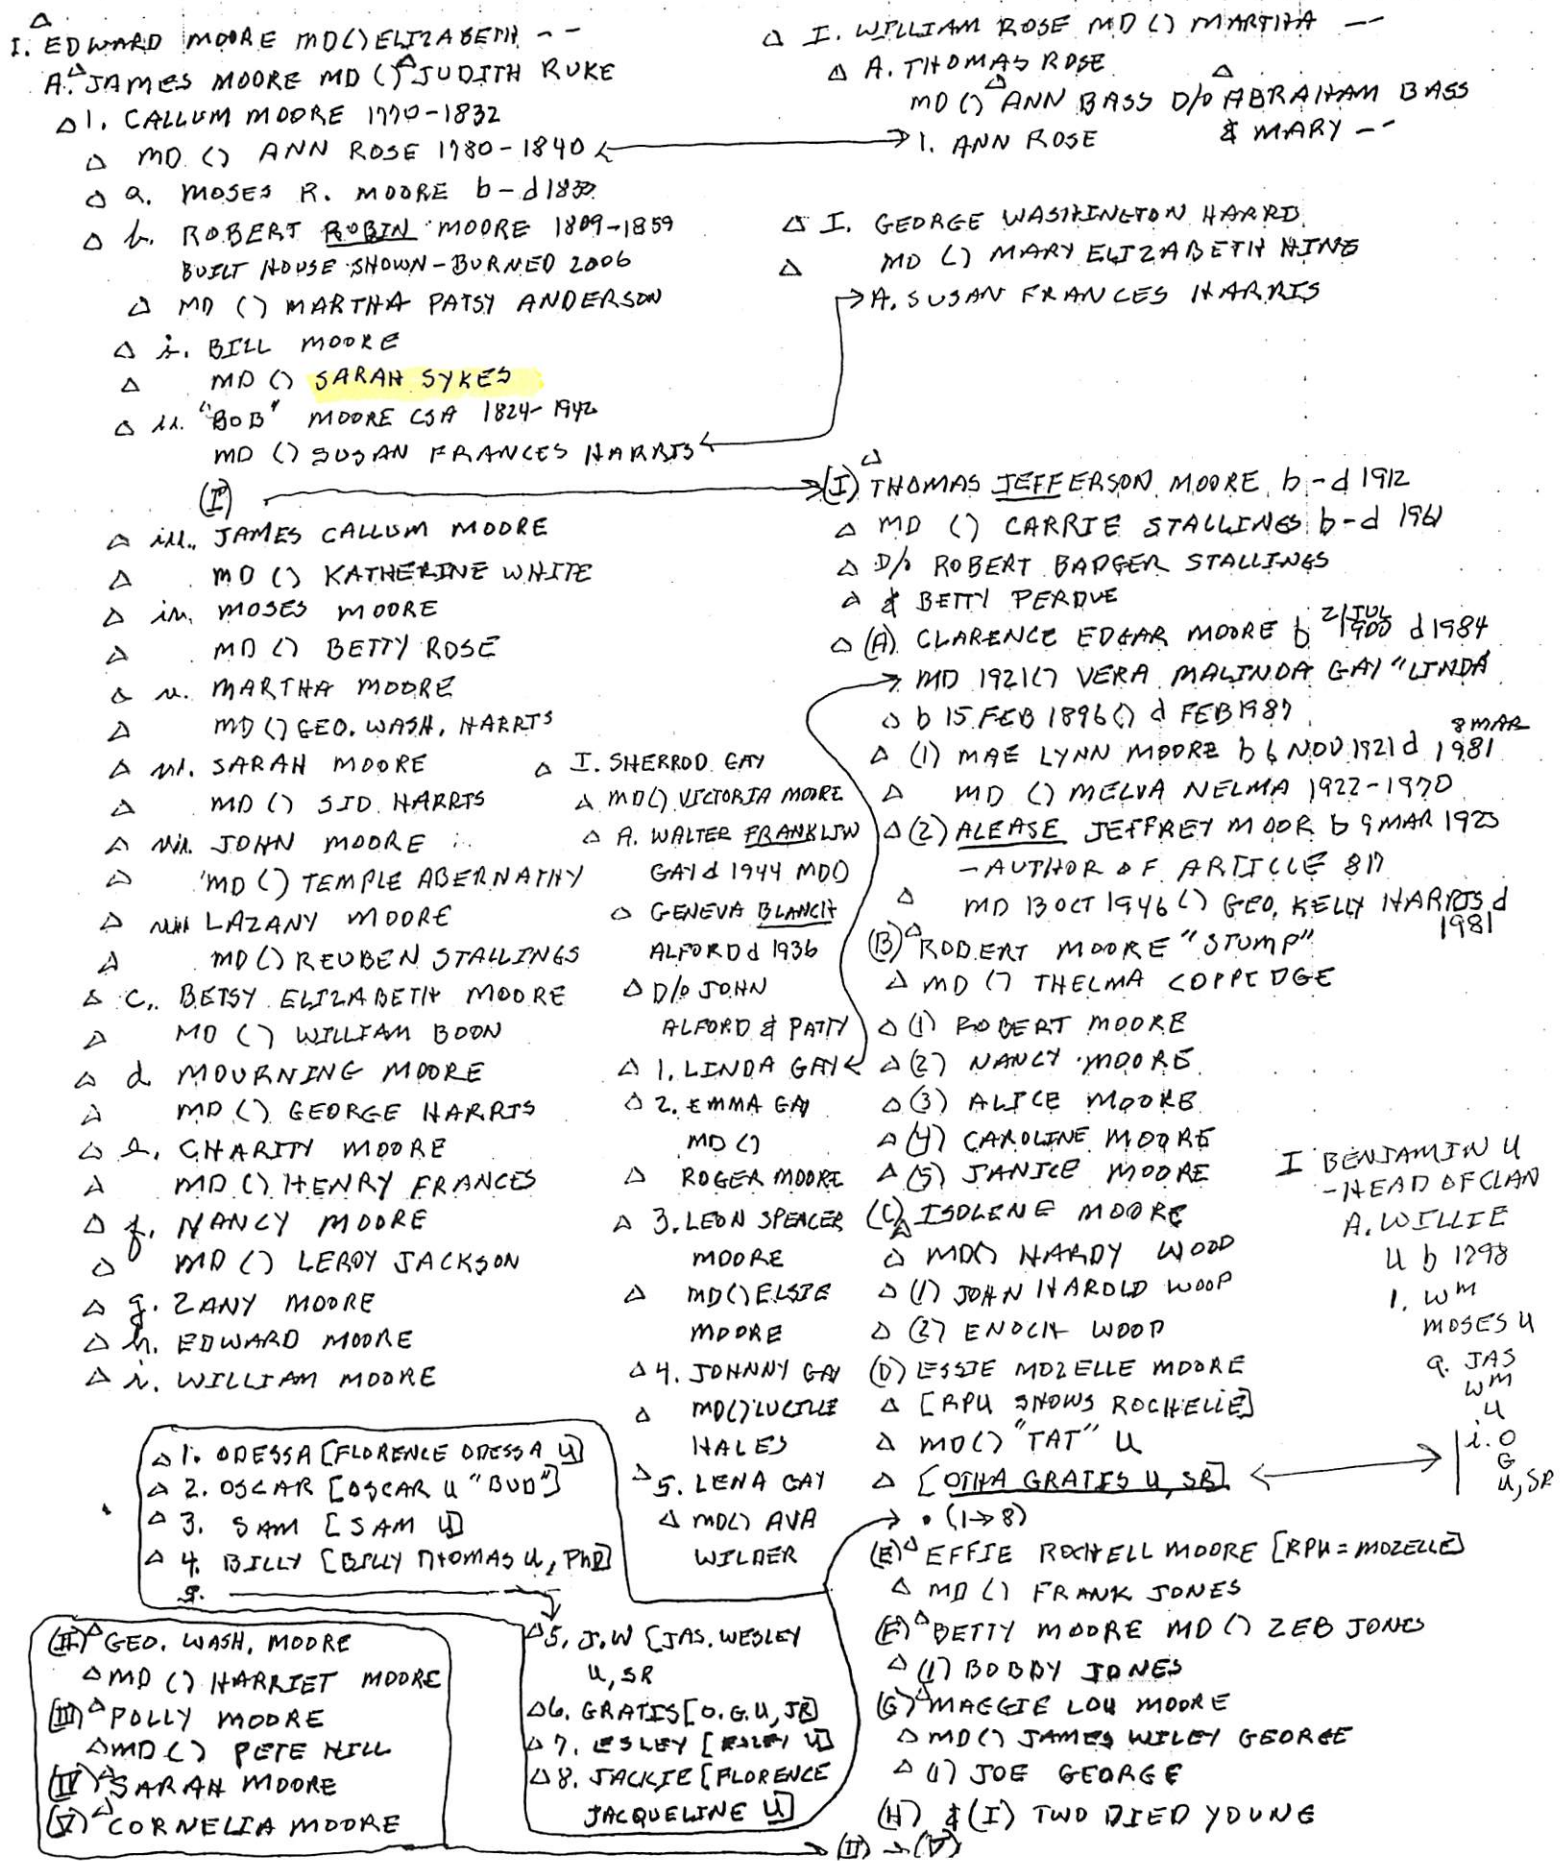 I. EDWARD MOORE MD() ELIZABETH --
A. JAMES MOORE MD () JUDITH RUKE
1. CALLUM MOORE 1770-1832
MD () ANN ROSE 1780-1840
a. MOSES R. MOORE b-d 1830
b. ROBERT ROBIN MOORE 1809-1859
BUILT HOUSE SHOWN-BURNED 2006
MD () MARTHA PATSY ANDERSON
i. BILL MOORE
MD () SARAH SYKES
ii. "BOB" MOORE CSA 1824-1942
MD () SUSAN FRANCES HARRIS
(I)
iii. JAMES CALLUM MOORE
MD () KATHERINE WHITE
iv. MOSES MOORE
MD () BETTY ROSE
v. MARTHA MOORE
MD () GEO. WASH. HARRIS
vi. SARAH MOORE
MD () SID HARRIS
vii. JOHN MOORE
MD () TEMPLE ABERNATHY
viii LAZANY MOORE
MD () REUBEN STALLINGS
c. BETSY ELIZABETH MOORE
MD () WILLIAM BOON
d. MOURNING MOORE
MD () GEORGE HARRIS
e. CHARITY MOORE
MD () HENRY FRANCES
f. NANCY MOORE
MD () LEROY JACKSON
g. ZANY MOORE
h. EDWARD MOORE
i. WILLIAM MOORE
I. WILLIAM ROSE MD () MARTHA --
A. THOMAS ROSE
MD () ANN BASS D/O ABRAHAM BASS
& MARY --
1. ANN ROSE
I. GEORGE WASHINGTON HARRIS
MD () MARY ELIZABETH HINE
A. SUSAN FRANCES HARRIS
(I) THOMAS JEFFERSON MOORE b-d 1912
MD () CARRIE STALLINGS b-d 1961
D/O ROBERT BADGER STALLINGS
& BETTY PERDUE
(A) CLARENCE EDGAR MOORE b 21 JUL 1900 d 1984
MD 1921 () VERA MALINDA GAY "LINDA
b 15 FEB 1896 () d FEB 1987
(1) MAE LYNN MOORE b 6 NOV 1921 d 8 MAR 1981
MD () MELVA NELMA 1922-1970
(2) ALEASE JEFFREY MOOR b 9 MAR 1925
- AUTHOR OF ARTICLE 817
MD 13 OCT 1946 () GEO. KELLY HARRIS d
1981
(B) ROBERT MOORE "STUMP"
MD () THELMA COPPEDGE
(1) ROBERT MOORE
(2) NANCY MOORE
(3) ALICE MOORE
(4) CAROLINE MOORE
(5) JANICE MOORE
(C) ISOLENE MOORE
MD () HARDY WOOD
(1) JOHN HAROLD WOOD
(2) ENOCH WOOD
(D) ESSIE MOZELLE MOORE
[RPU SHOWS ROCHELLE]
MD () "TAT" U
[OTHA GRATIS U, SR]
• (1→8)
(E) EFFIE ROCHELL MOORE [RPU = MOZELLE]
MD () FRANK JONES
(F) BETTY MOORE MD () ZEB JONES
(1) BOBBY JONES
(G) MAGGIE LOU MOORE
MD () JAMES WILEY GEORGE
(1) JOE GEORGE
(H) & (I) TWO DIED YOUNG
(II) → (V)
I. SHERROD GAY
MD () VICTORIA MOORE
A. WALTER FRANKLIN
GAY d 1944 MD ()
GENEVA BLANCH
ALFORD d 1936
D/O JOHN
ALFORD & PATTY
1. LINDA GAY
2. EMMA GAY
MD ()
ROGER MOORE
3. LEON SPENCER
MOORE
MD () ELSIE
MOORE
4. JOHNNY GAY
MD () LUCILLE
HALES
5. LENA GAY
MD () AVA
WILDER
I BENJAMIN U
- HEAD OF CLAN
A. WILLIE
U b 1798
1. WM
MOSES U
a. JAS
WM
U
i. O
G
U, SR
1. ODESSA [FLORENCE ODESSA U]
2. OSCAR [OSCAR U "BUD"]
3. SAM [SAM U]
4. BILLY [BILLY THOMAS U, PhD]
5.
5. J.W [JAS. WESLEY
U, SR
6. GRATIS [O.G.U, JR]
7. LESLEY [ESLEY U]
8. JACKIE [FLORENCE
JACQUELINE U]
(II) GEO. WASH. MOORE
MD () HARRIET MOORE
(III) POLLY MOORE
MD () PETE HILL
(IV) SARAH MOORE
(V) CORNELIA MOORE